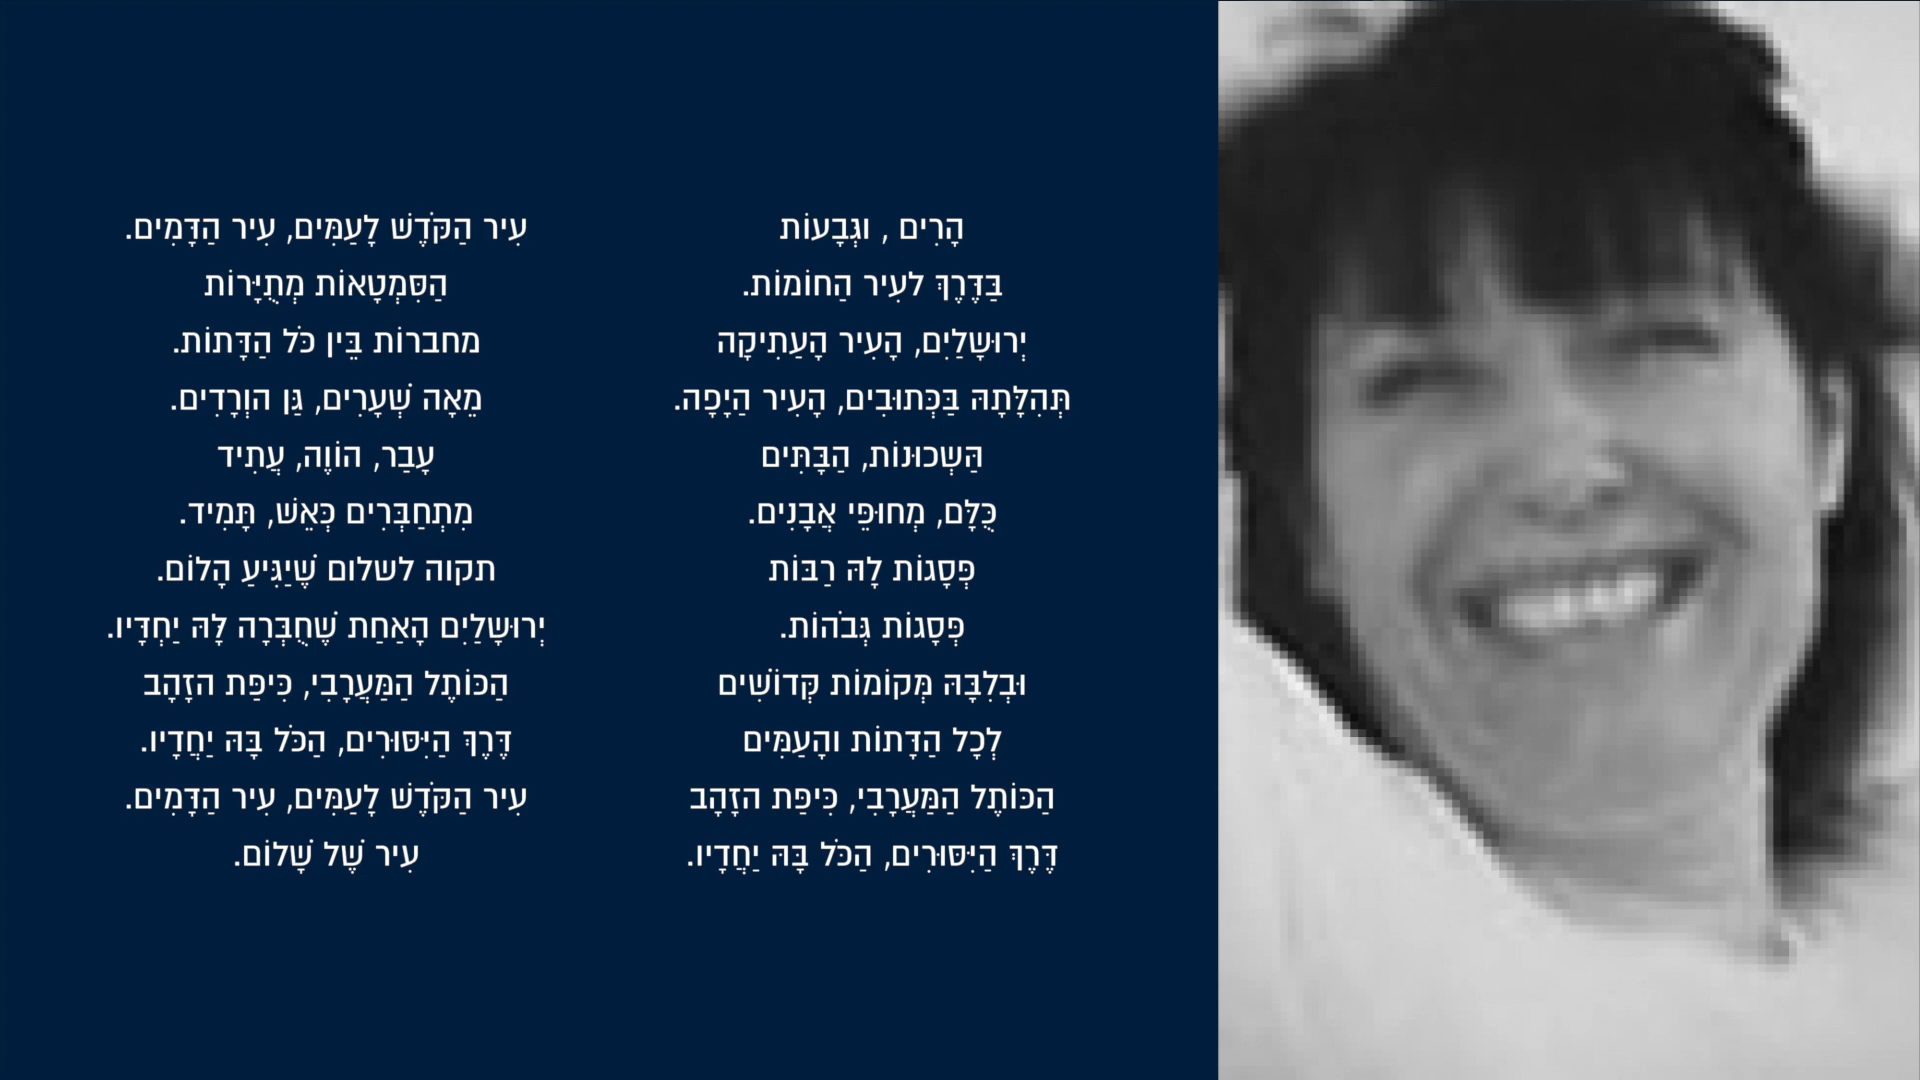 הָרִים , וּגְבָעוֹת
בַּדֶּרֶךְ לעִיר הַחוֹמוֹת.
יְרוּשָׁלַיִם, הָעִיר הָעַתִיקָה
תְּהִלָּתָהּ בַּכְּתוּבִים, הָעִיר הַיָּפָה.
הַשְּכוּנוֹת, הַבָּתִּים
כֻּלָּם, מְחוּפֵּי אֲבָנִים.
פְּסָגוֹת לָהּ רַבּוֹת
פְּסָגוֹת גְּבֹהוֹת.
וּבְלִבָּהּ מְּקוֹמוֹת קְּדוֹשִׁים
לְכָל הַדָּתוֹת והָעַמִּים
הַכּוֹתֶל הַמַּעֲרָבִי, כִּיפַּת הזָהָב
דֶּרֶךְ הַיִּסּוּרִים, הַכֹּל בָּהּ יַחֲדָיו.
עִיר הַקֹּדֶשׁ לָעַמִּים, עִיר הַדָּמִים.
הַסִּמְטָאוֹת מְתֻיָּרוֹת
מחברוֹת בֵּין כֹּל הַדָּתוֹת.
מֵאָה שְׁעָרִים, גַּן הוְרָדִים.
עָבַר, הוֹוֶה, עֲתִיד
מִתְחַבְּרִים כְּאֵשׁ, תָּמִיד.
תקוה לשלום שֶׁיַגִּיעַ הָלוֹם.
יְרוּשָׁלַיִם הָאַחַת שֶׁחֻבְּרָה לָּהּ יַחְדָּיו.
הַכּוֹתֶל הַמַּעֲרָבִי, כִּיפַּת הזָהָב
דֶּרֶךְ הַיִּסּוּרִים, הַכֹּל בָּהּ יַחֲדָיו.
עִיר הַקֹּדֶשׁ לָעַמִּים, עִיר הַדָּמִים.
עִיר שֶׁל שָׁלוֹם.